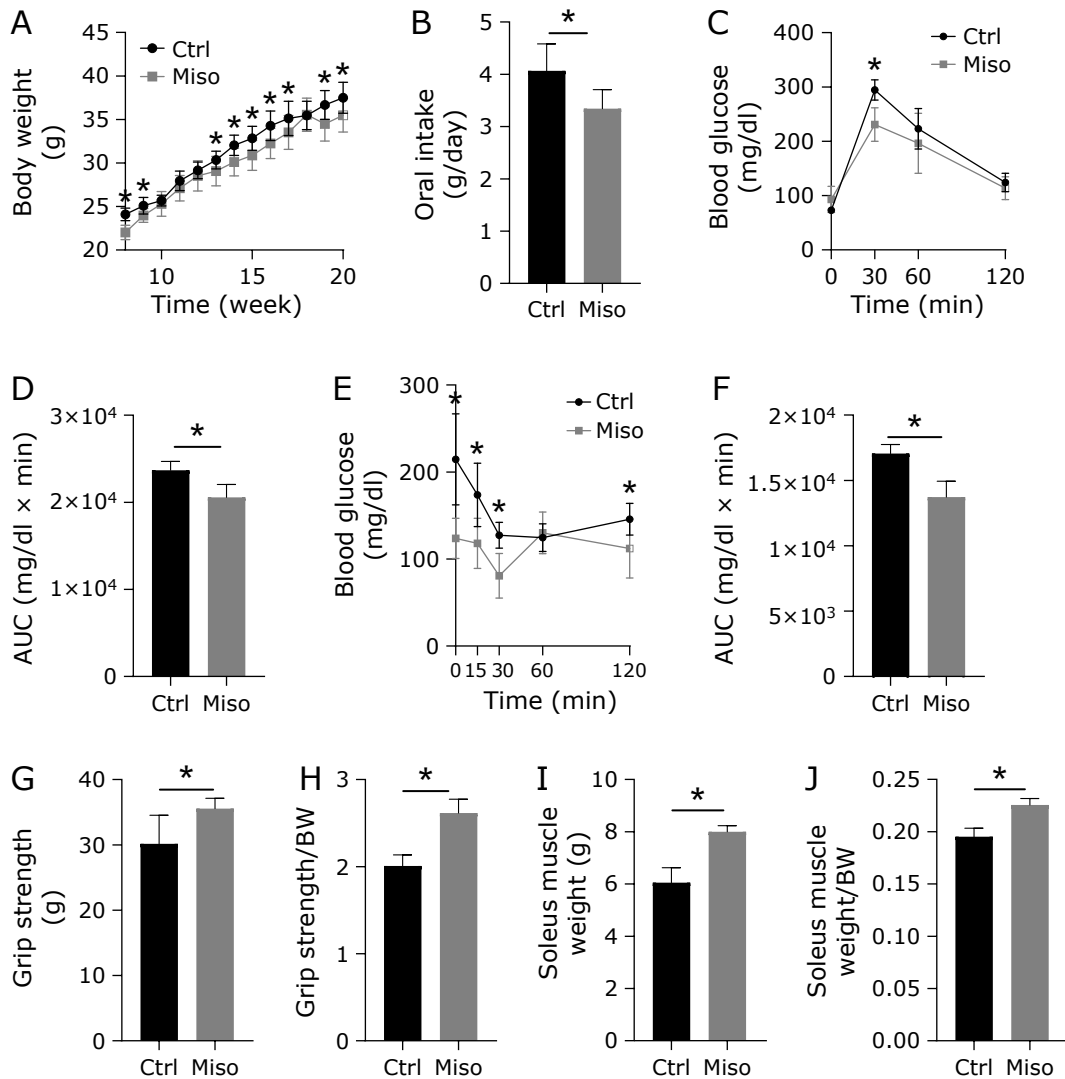 A
Body weight
(g)
45
40
35
30
25
20
Ctrl
Miso
* * * * * * * * *
10
15
20
Time (week)
B
Oral intake
(g/day)
6
5
4
3
2
1
0
*
Ctrl Miso
C
Blood glucose
(mg/dl)
400
300
200
100
0
Ctrl
Miso
*
0
30
60
120
Time (min)
D
AUC (mg/dl × min)
3×10⁴
2×10⁴
1×10⁴
0
*
Ctrl Miso
E
Blood glucose
(mg/dl)
300
200
100
0
Ctrl
Miso
* * * *
0 15 30 60 120
Time (min)
F
AUC (mg/dl × min)
2×10⁴
1.5×10⁴
1×10⁴
5×10³
0
*
Ctrl Miso
G
Grip strength
(g)
40
30
20
10
0
*
Ctrl Miso
H
Grip strength/BW
3
2
1
0
*
Ctrl Miso
I
Soleus muscle
weight (g)
10
8
6
4
2
0
*
Ctrl Miso
J
Soleus muscle
weight/BW
0.25
0.20
0.15
0.10
0.05
0.00
*
Ctrl Miso